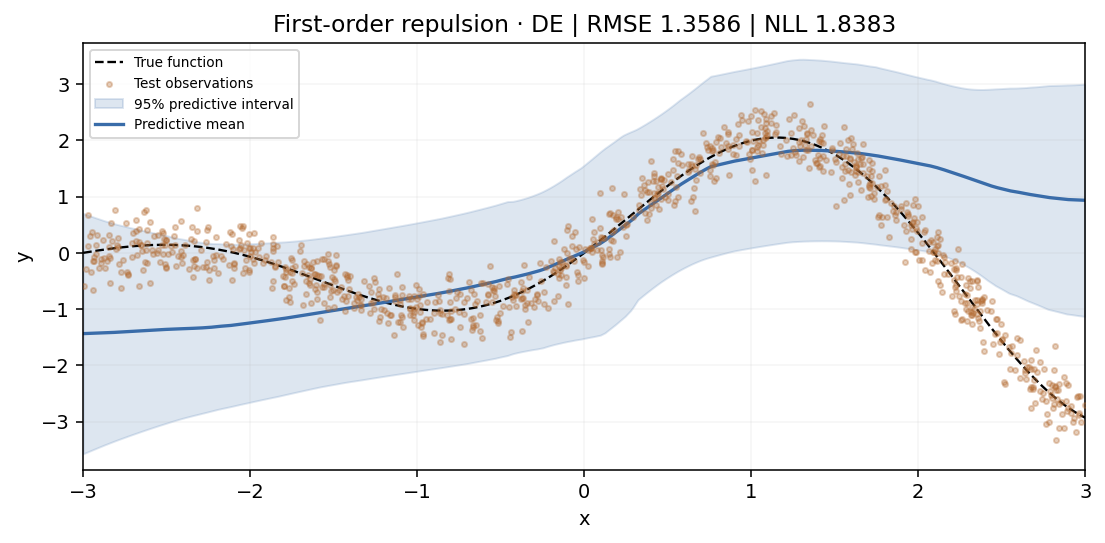 First-order repulsion · DE | RMSE 1.3586 | NLL 1.8383
True function
Test observations
95% predictive interval
Predictive mean
y
3
2
1
0
−1
−2
−3
−3
−2
−1
0
1
2
3
x